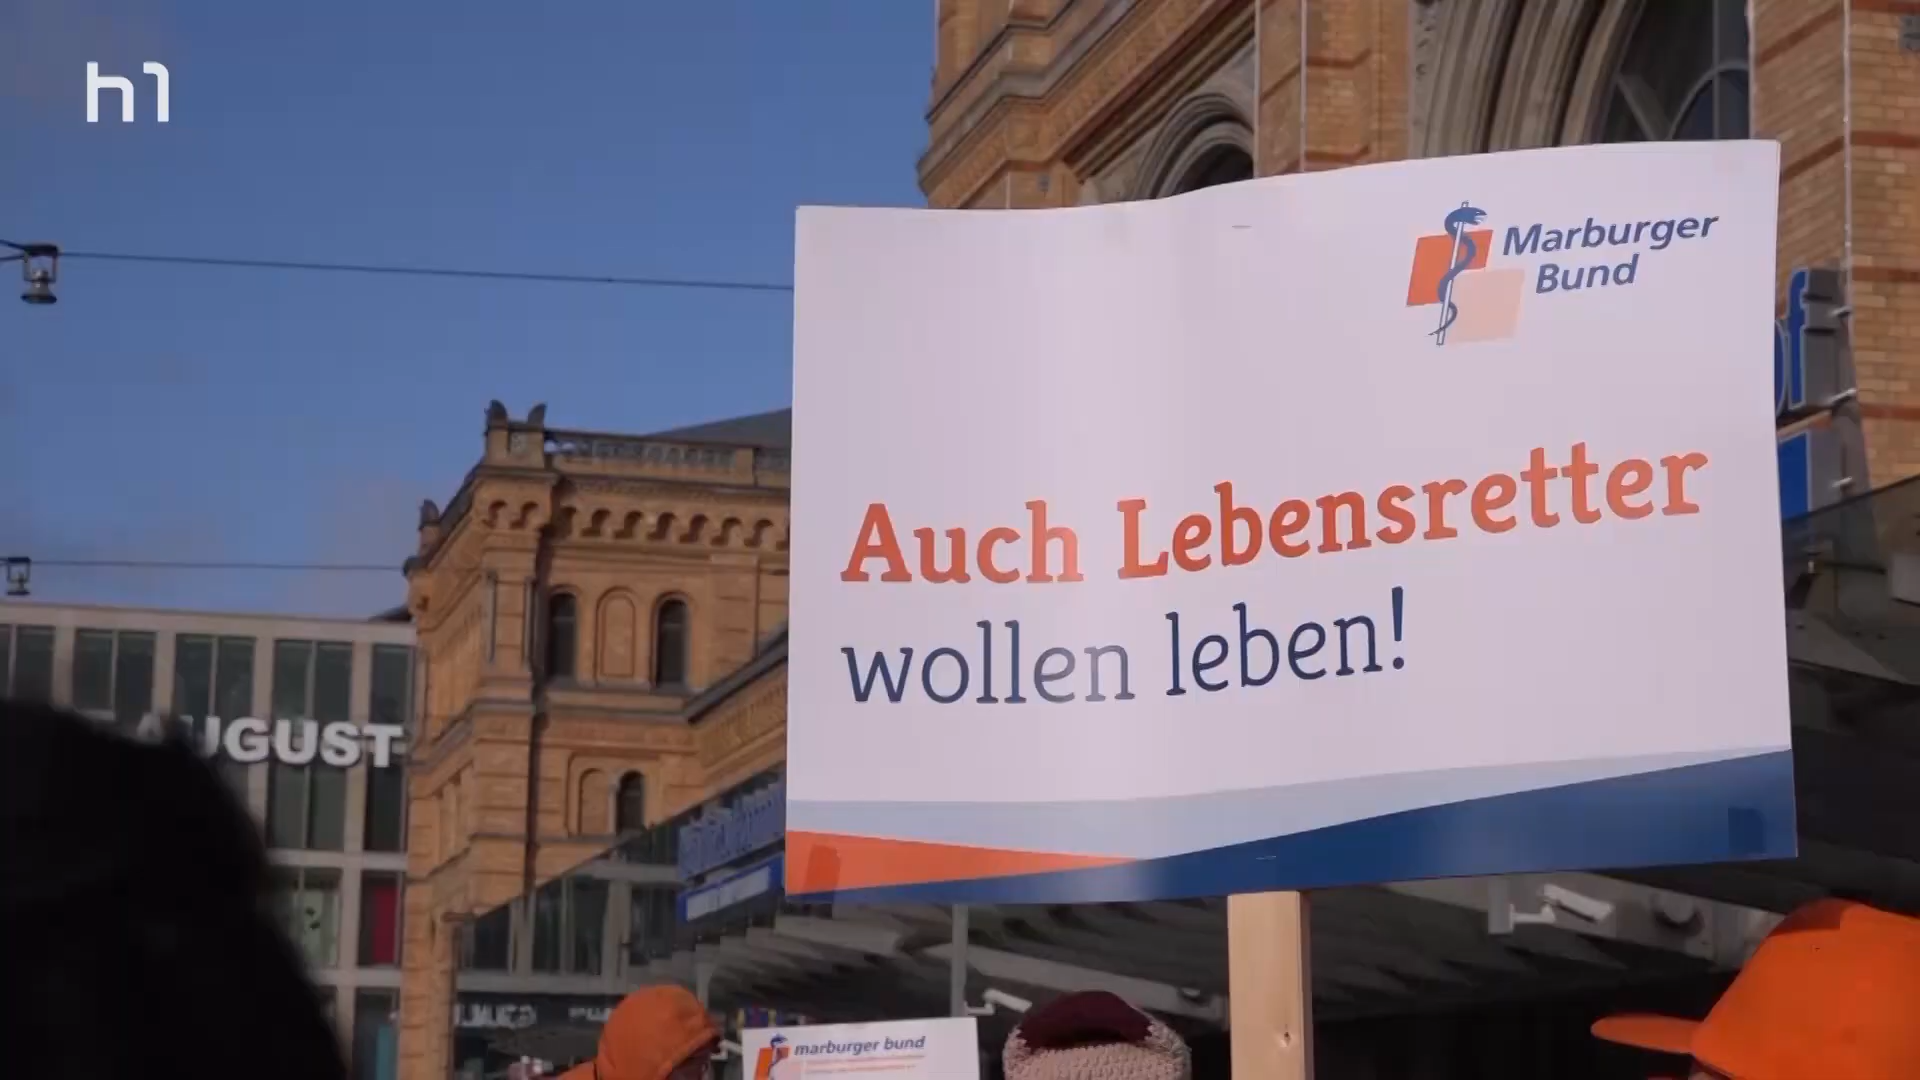 h1
Marburger
Bund
Auch Lebensretter
wollen leben!
AUGUST
marburger bund